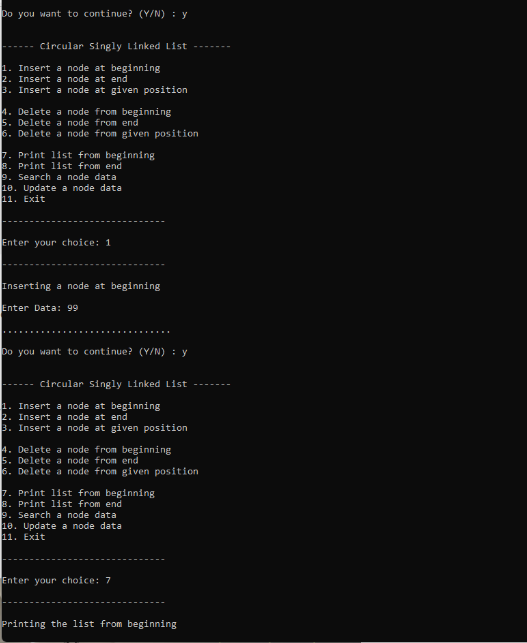 Do you want to continue? (Y/N) : y
------ Circular Singly Linked List -------
1. Insert a node at beginning
2. Insert a node at end
3. Insert a node at given position
4. Delete a node from beginning
5. Delete a node from end
6. Delete a node from given position
7. Print list from beginning
8. Print list from end
9. Search a node data
10. Update a node data
11. Exit
------------------------------
Enter your choice: 1
------------------------------
Inserting a node at beginning
Enter Data: 99
...............................
Do you want to continue? (Y/N) : y
------ Circular Singly Linked List -------
1. Insert a node at beginning
2. Insert a node at end
3. Insert a node at given position
4. Delete a node from beginning
5. Delete a node from end
6. Delete a node from given position
7. Print list from beginning
8. Print list from end
9. Search a node data
10. Update a node data
11. Exit
------------------------------
Enter your choice: 7
------------------------------
Printing the list from beginning